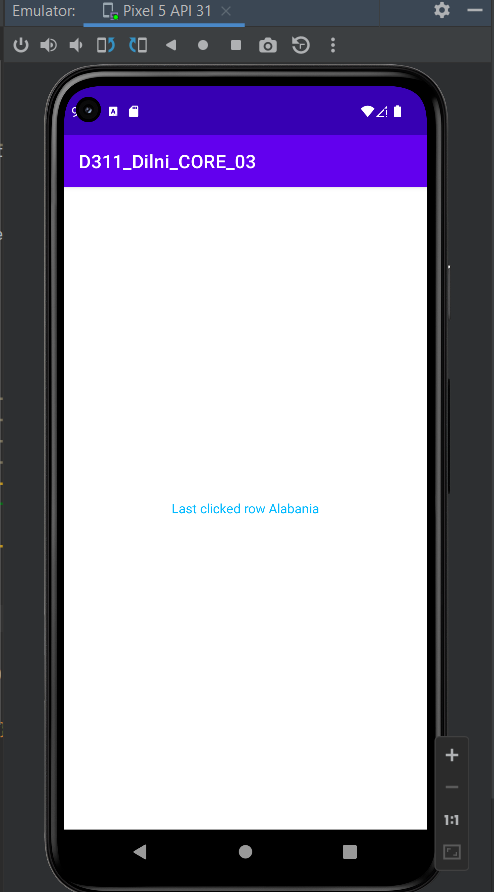 Emulator:
Pixel 5 API 31
D311_Dilni_CORE_03
Last clicked row Alabania
1:1